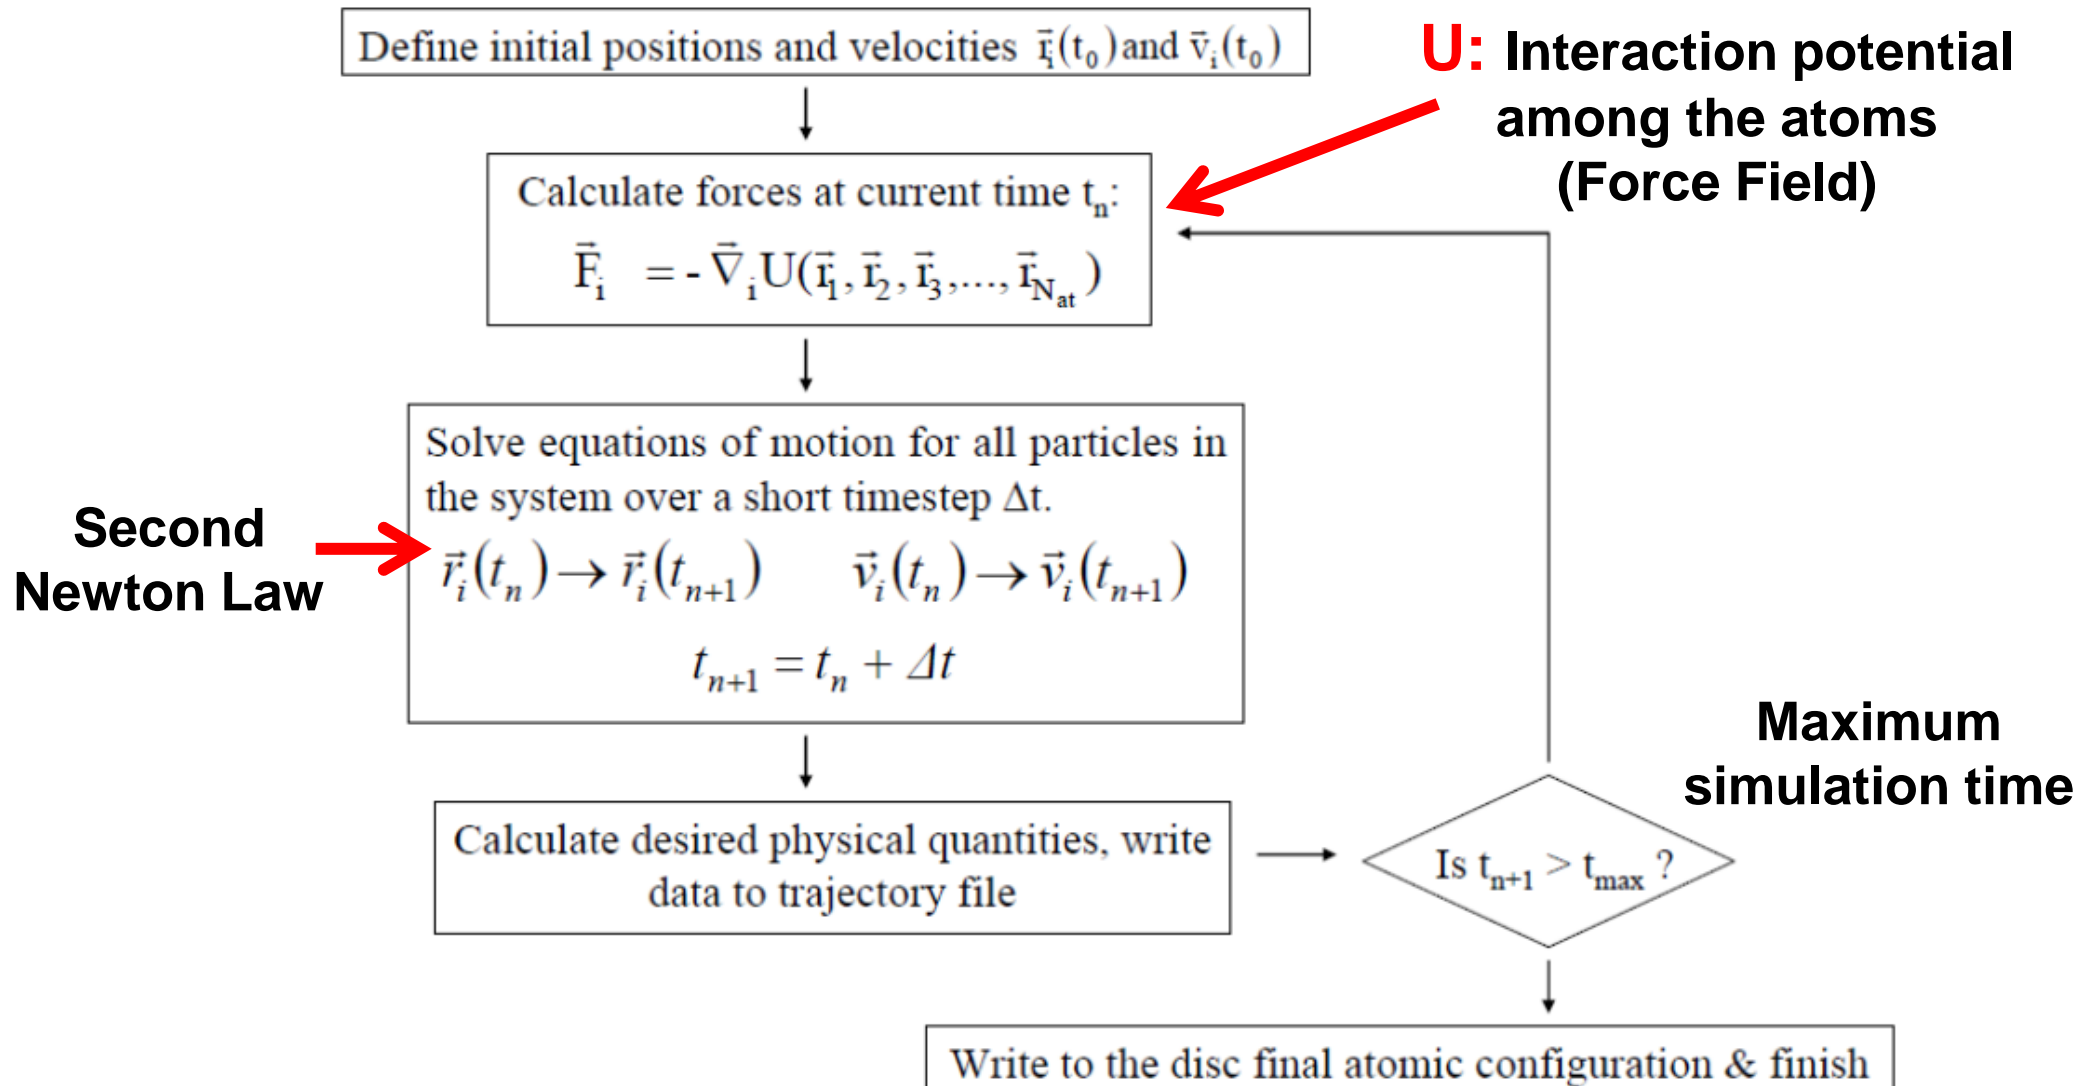 Define initial positions and velocities r⃗ᵢ(t₀) and v⃗ᵢ(t₀)
U: Interaction potential
among the atoms
(Force Field)
Calculate forces at current time tₙ:
F⃗ᵢ = - ∇⃗ᵢU(r⃗₁, r⃗₂, r⃗₃,..., r⃗_Nₐₜ)
Solve equations of motion for all particles in
the system over a short timestep Δt.
Second
Newton Law
r⃗ᵢ(tₙ) → r⃗ᵢ(tₙ₊₁) v⃗ᵢ(tₙ) → v⃗ᵢ(tₙ₊₁)
tₙ₊₁ = tₙ + Δt
Maximum
simulation time
Calculate desired physical quantities, write
data to trajectory file
Is tₙ₊₁ > tₘₐₓ ?
Write to the disc final atomic configuration & finish